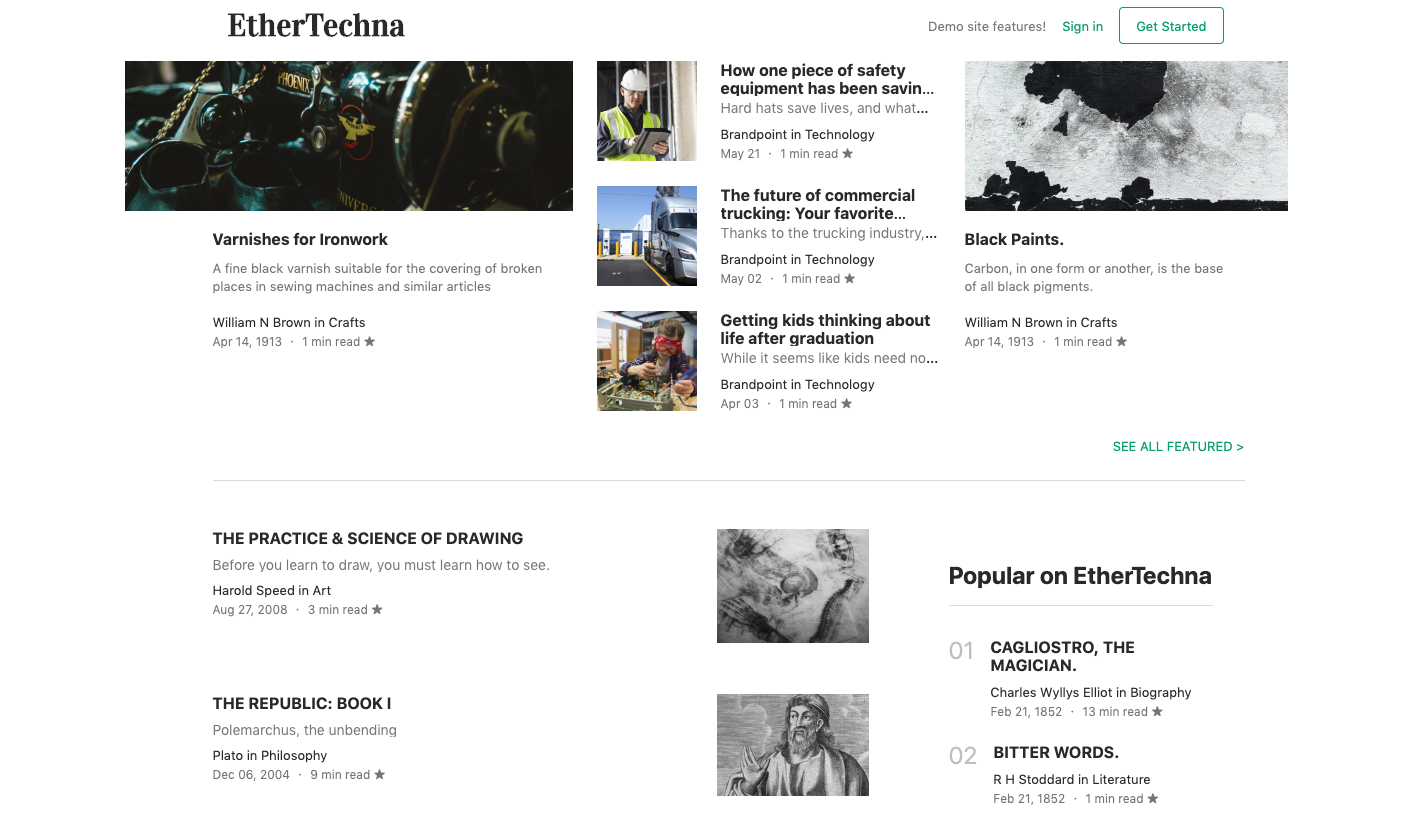 EtherTechna
Demo site features!
Sign in
Get Started
PHOENIX
Varnishes for Ironwork
A fine black varnish suitable for the covering of broken
places in sewing machines and similar articles
William N Brown in Crafts
Apr 14, 1913 · 1 min read ★
How one piece of safety
equipment has been savin...
Hard hats save lives, and what...
Brandpoint in Technology
May 21 · 1 min read ★
The future of commercial
trucking: Your favorite...
Thanks to the trucking industry,...
Brandpoint in Technology
May 02 · 1 min read ★
Getting kids thinking about
life after graduation
While it seems like kids need no...
Brandpoint in Technology
Apr 03 · 1 min read ★
Black Paints.
Carbon, in one form or another, is the base
of all black pigments.
William N Brown in Crafts
Apr 14, 1913 · 1 min read ★
SEE ALL FEATURED >
THE PRACTICE & SCIENCE OF DRAWING
Before you learn to draw, you must learn how to see.
Harold Speed in Art
Aug 27, 2008 · 3 min read ★
THE REPUBLIC: BOOK I
Polemarchus, the unbending
Plato in Philosophy
Dec 06, 2004 · 9 min read ★
Popular on EtherTechna
01
CAGLIOSTRO, THE
MAGICIAN.
Charles Wyllys Elliot in Biography
Feb 21, 1852 · 13 min read ★
02
BITTER WORDS.
R H Stoddard in Literature
Feb 21, 1852 · 1 min read ★